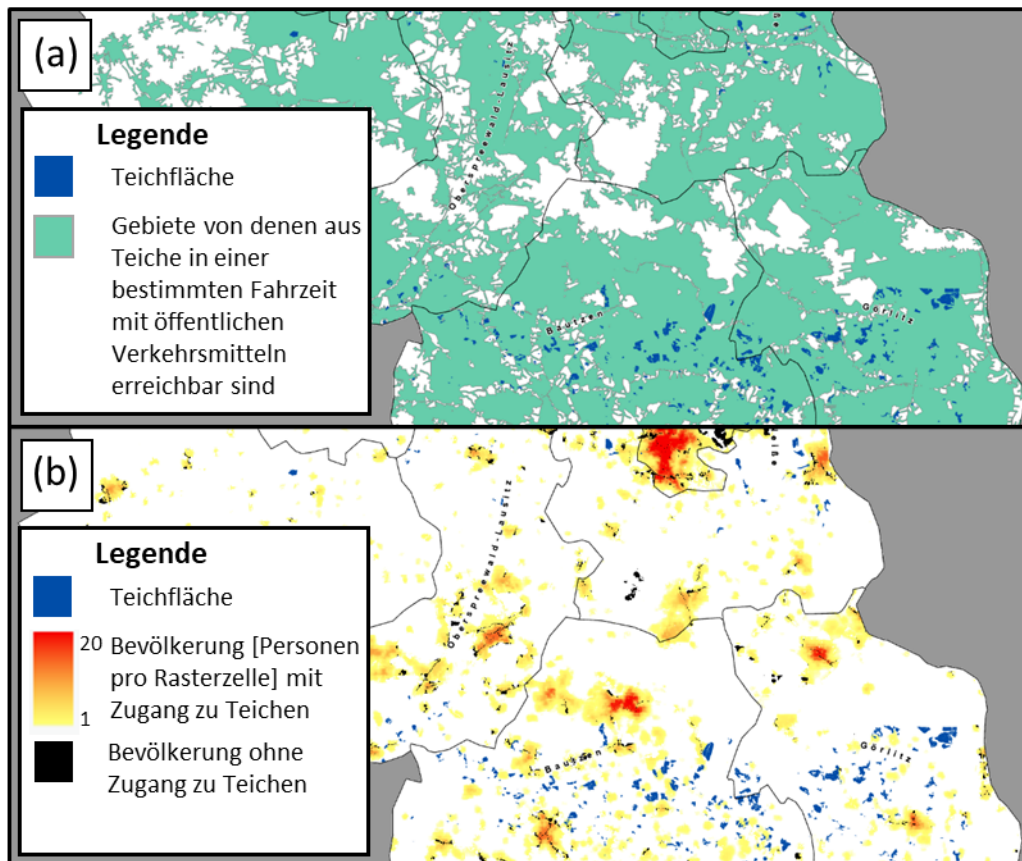 (a)
Legende
Teichfläche
Gebiete von denen aus
Teiche in einer
bestimmten Fahrzeit
mit öffentlichen
Verkehrsmitteln
erreichbar sind
Oberspreewald-Lausitz
Bautzen
Görlitz
(b)
Legende
Teichfläche
20
1
Bevölkerung [Personen
pro Rasterzelle] mit
Zugang zu Teichen
Bevölkerung ohne
Zugang zu Teichen
Oberspreewald-Lausitz
Bautzen
Görlitz